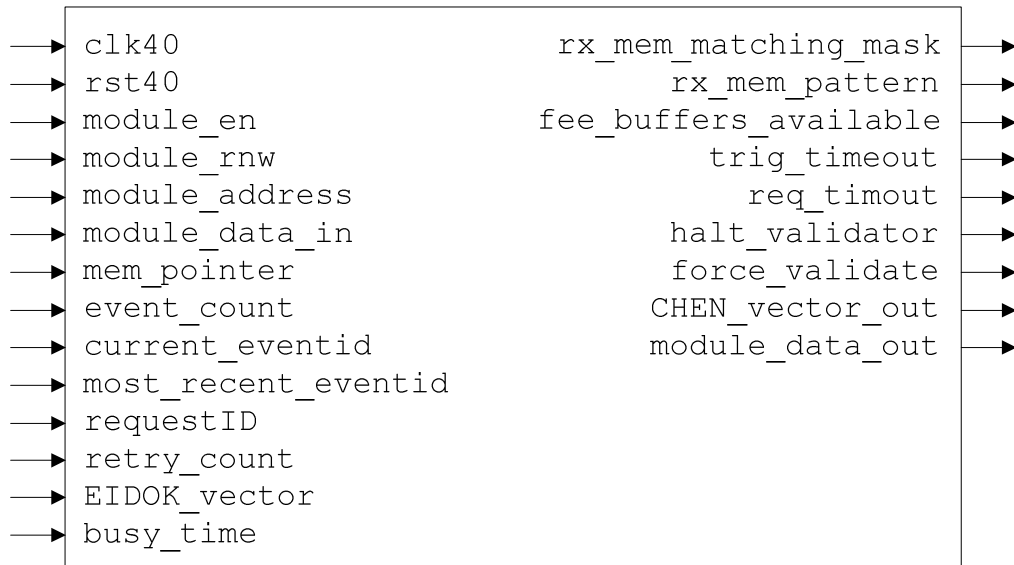 clk40
rst40
module_en
module_rnw
module_address
module_data_in
mem_pointer
event_count
current_eventid
most_recent_eventid
requestID
retry_count
EIDOK_vector
busy_time
rx_mem_matching_mask
rx_mem_pattern
fee_buffers_available
trig_timeout
req_timout
halt_validator
force_validate
CHEN_vector_out
module_data_out